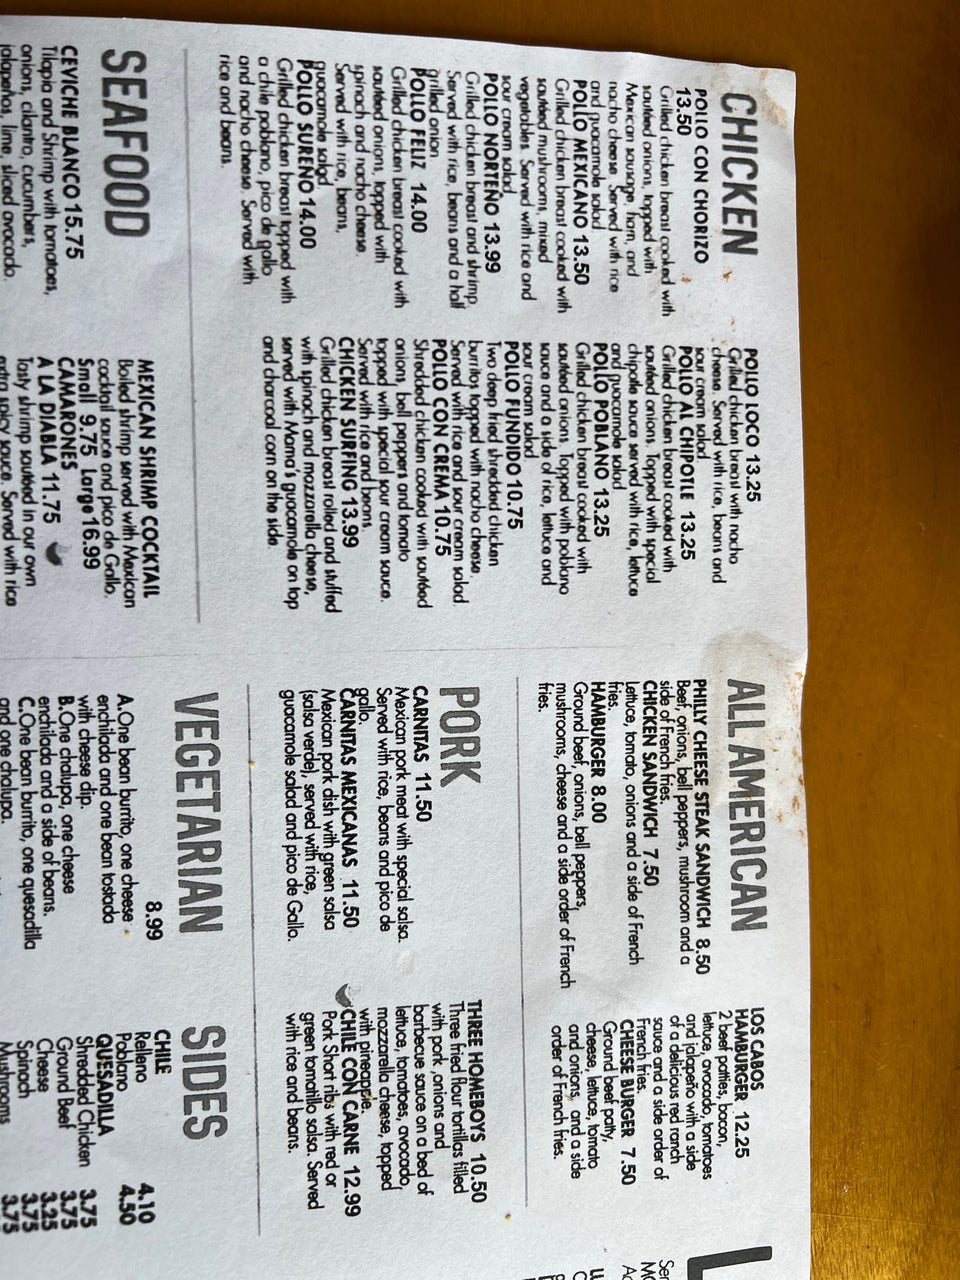 CHICKEN
POLLO CON CHORIZO
13.50
Grilled chicken breast cooked with
sautéed onions, topped with
Mexican sausage, ham, and
nacho cheese. Served with rice
and guacamole salad
POLLO MEXICANO 13.50
Grilled chicken breast cooked with
sautéed mushrooms, mixed
vegetables. Served with rice and
sour cream salad.
POLLO NORTEÑO 13.99
Grilled chicken breast and shrimp.
Served with rice, beans and a half
grilled onion
POLLO FELIZ 14.00
Grilled chicken breast cooked with
sautéed onions, topped with
spinach and nacho cheese.
Served with rice, beans,
guacamole salad
POLLO SUREÑO 14.00
Grilled chicken breast topped with
a chile poblano, pico de gallo
and nacho cheese. Served with
rice and beans.
POLLO LOCO 13.25
Grilled chicken breast with nacho
cheese. Served with rice, beans and
sour cream salad
POLLO AL CHIPOTLE 13.25
Grilled chicken breast cooked with
sautéed onions. Topped with special
chipotle sauce served with rice, lettuce
and guacamole salad
POLLO POBLANO 13.25
Grilled chicken breast cooked with
sautéed onions. Topped with poblano
sauce and a side of rice, lettuce and
sour cream salad
POLLO FUNDIDO 10.75
Two deep fried shredded chicken
burritos topped with nacho cheese.
Served with rice and sour cream salad.
POLLO CON CREMA 10.75
Shredded chicken cooked with sautéed
onions, bell peppers and tomato
topped with special sour cream sauce.
Served with rice and beans.
CHICKEN SURFING 13.99
Grilled chicken breast rolled and stuffed
with spinach and mozzarella cheese,
served with Mama's guacamole on top
and charcoal corn on the side.
SEAFOOD
CEVICHE BLANCO 15.75
Tilapia and Shrimp with tomatoes,
onions, cilantro, cucumbers,
jalapeños, lime, sliced avocado.
MEXICAN SHRIMP COCKTAIL
Boiled shrimp served with Mexican
cocktail sauce and pico de Gallo.
Small 9.75 Large 16.99
CAMARONES
A LA DIABLA 11.75
Tasty shrimp sautéed in our own
extra spicy sauce. Served with rice
ALL AMERICAN
PHILLY CHEESE STEAK SANDWICH 8.50
Beef, onions, bell peppers, mushroom and a
side of French fries.
CHICKEN SANDWICH 7.50
Lettuce, tomato, onions and a side of French
fries.
HAMBURGER 8.00
Ground beef, onions, bell peppers,
mushrooms, cheese and a side order of French
fries.
LOS CABOS
HAMBURGER 12.25
2 beef patties, bacon,
lettuce, avocado, tomatoes
and jalapeño with a side
of a delicious red ranch
sauce and a side order of
French fries.
CHEESE BURGER 7.50
Ground beef patty,
cheese, lettuce, tomato
and onions, and a side
order of French fries.
PORK
CARNITAS 11.50
Mexican pork meat with special salsa.
Served with rice, beans and pico de
gallo.
CARNITAS MEXICANAS 11.50
Mexican pork dish with green salsa
(salsa verde), served with rice,
guacamole salad and pico de Gallo.
THREE HOMEBOYS 10.50
Three fried flour tortillas filled
with pork ,onions and
barbecue sauce on a bed of
lettuce, tomatoes, avocado,
mozzarella cheese, topped
with pineapple.
CHILE CON CARNE 12.99
Pork Short ribs with red or
green tomatillo salsa. Served
with rice and beans.
VEGETARIAN
8.99
A.One bean burrito, one cheese
enchilada and one bean tostada
with cheese dip.
B.One chalupa, one cheese
enchilada and a side of beans.
C.One bean burrito, one quesadilla
and one chalupa.
SIDES
CHILE
Relleno 4.10
Poblano 4.50
QUESADILLA
Shredded Chicken 3.75
Ground Beef 3.75
Cheese 3.25
Spinach 3.75
Mushrooms 3.75